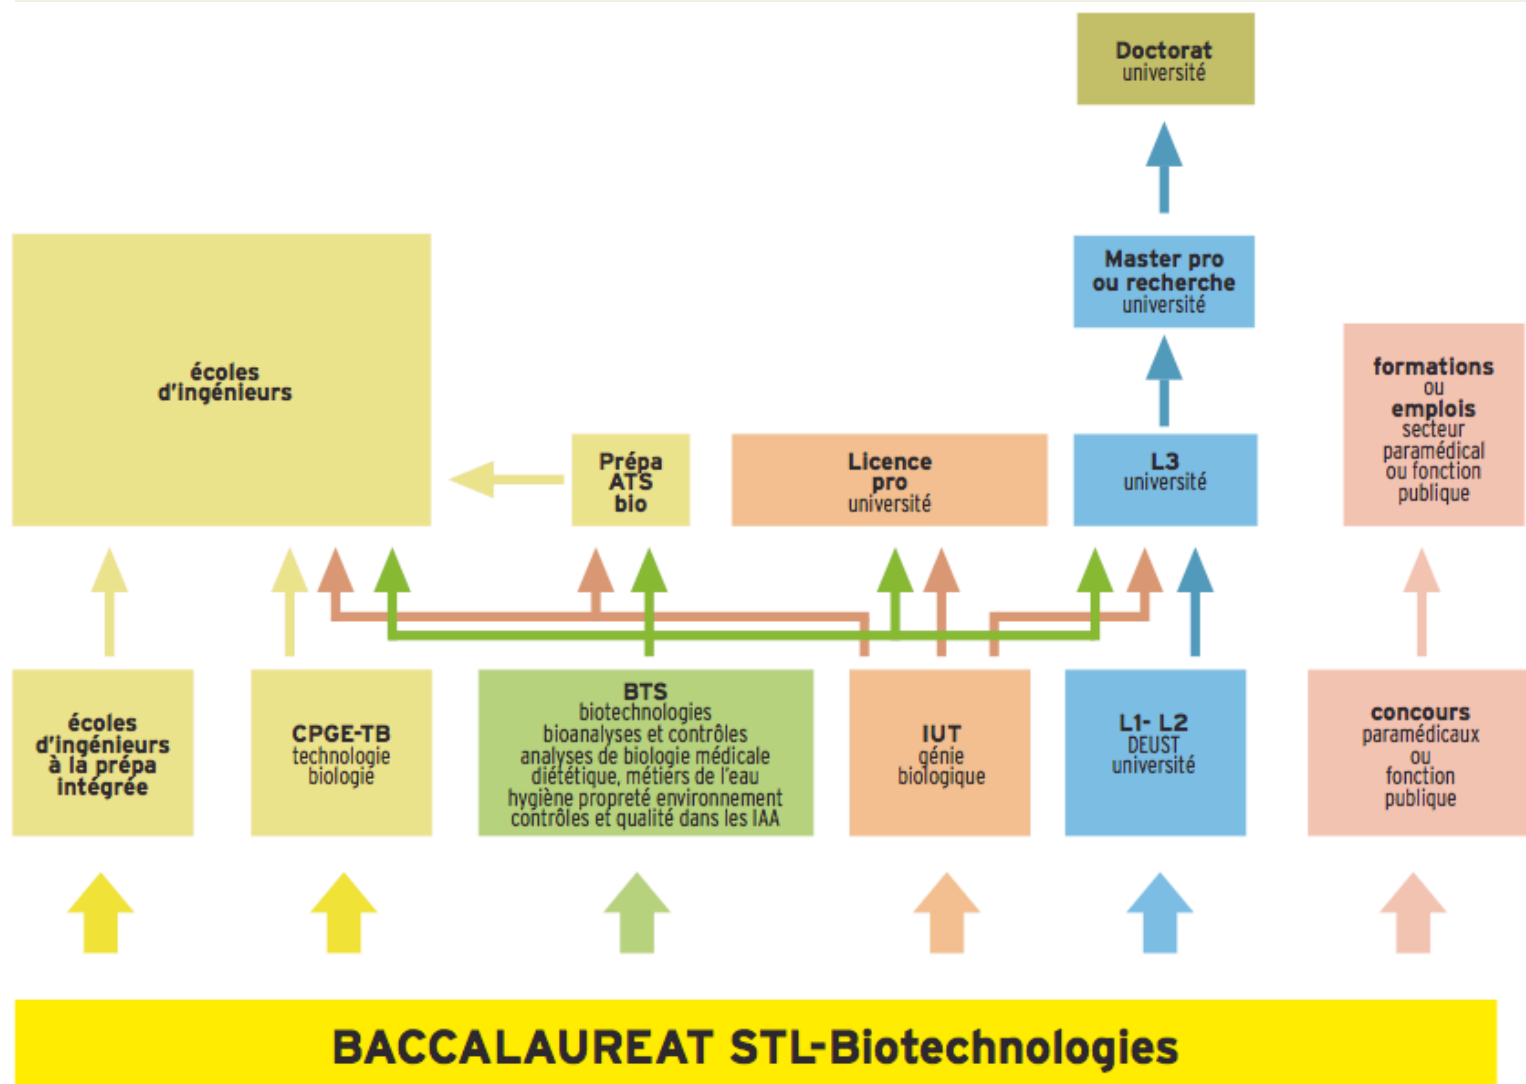 Doctorat
université
Master pro
ou recherche
université
écoles
d'ingénieurs
Prépa
ATS
bio
Licence
pro
université
L3
université
formations
ou
emplois
secteur
paramédical
ou fonction
publique
écoles
d'ingénieurs
à la prépa
intégrée
CPGE-TB
technologie
biologie
BTS
biotechnologies
bioanalyses et contrôles
analyses de biologie médicale
diététique, métiers de l'eau
hygiène propreté environnement
contrôles et qualité dans les IAA
IUT
génie
biologique
L1- L2
DEUST
université
concours
paramédicaux
ou
fonction
publique
BACCALAUREAT STL-Biotechnologies